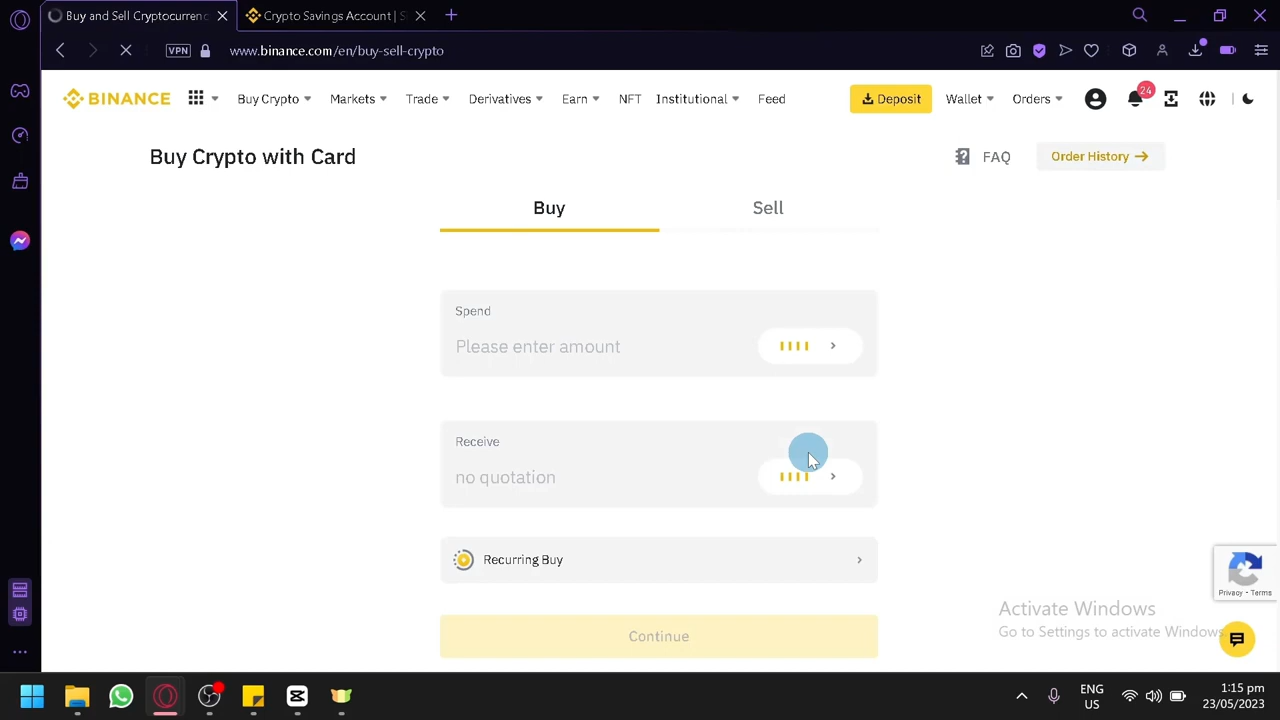 Buy and Sell Cryptocurrenc
Crypto Savings Account | S
VPN
www.binance.com/en/buy-sell-crypto
BINANCE
Buy Crypto
Markets
Trade
Derivatives
Earn
NFT
Institutional
Feed
Deposit
Wallet
Orders
24
Buy Crypto with Card
FAQ
Order History
Buy
Sell
Spend
Please enter amount
Receive
no quotation
Recurring Buy
Privacy • Terms
Activate Windows
Go to Settings to activate Windows.
Continue
ENG
US
1:15 pm
23/05/2023